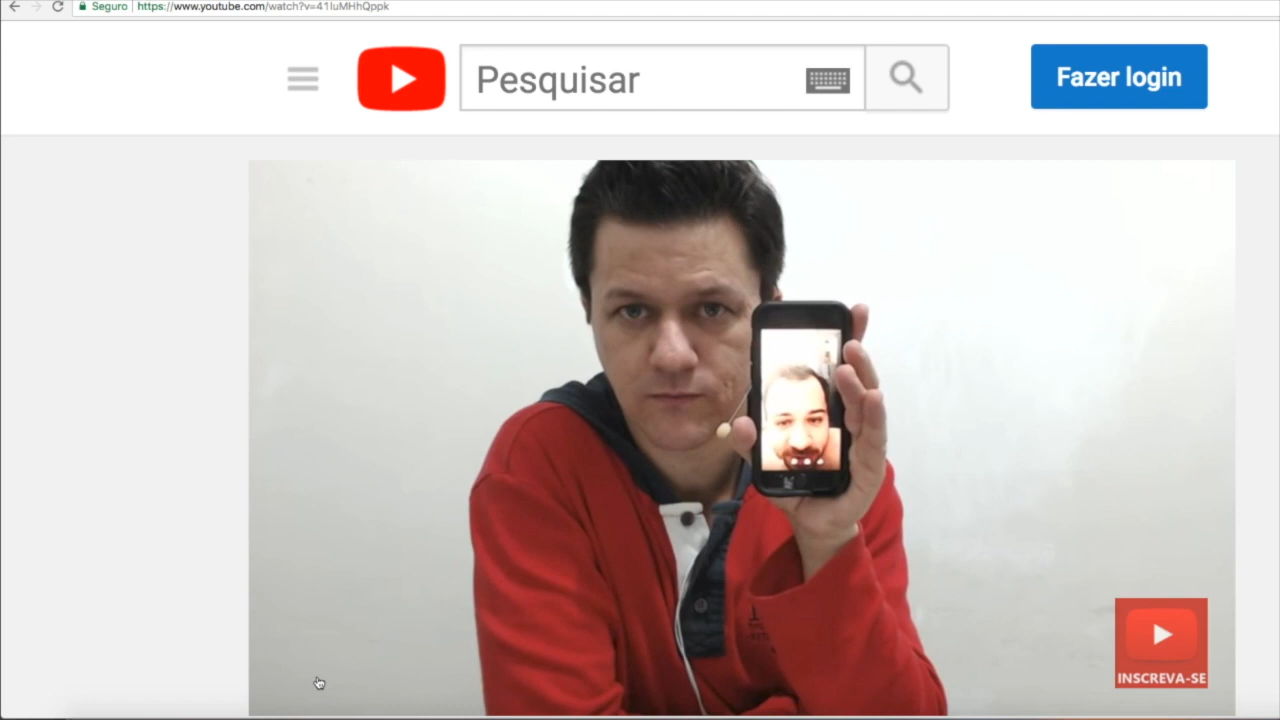 Seguro | https://www.youtube.com/watch?v=41luMHhQppk
Pesquisar
Fazer login
INSCREVA-SE